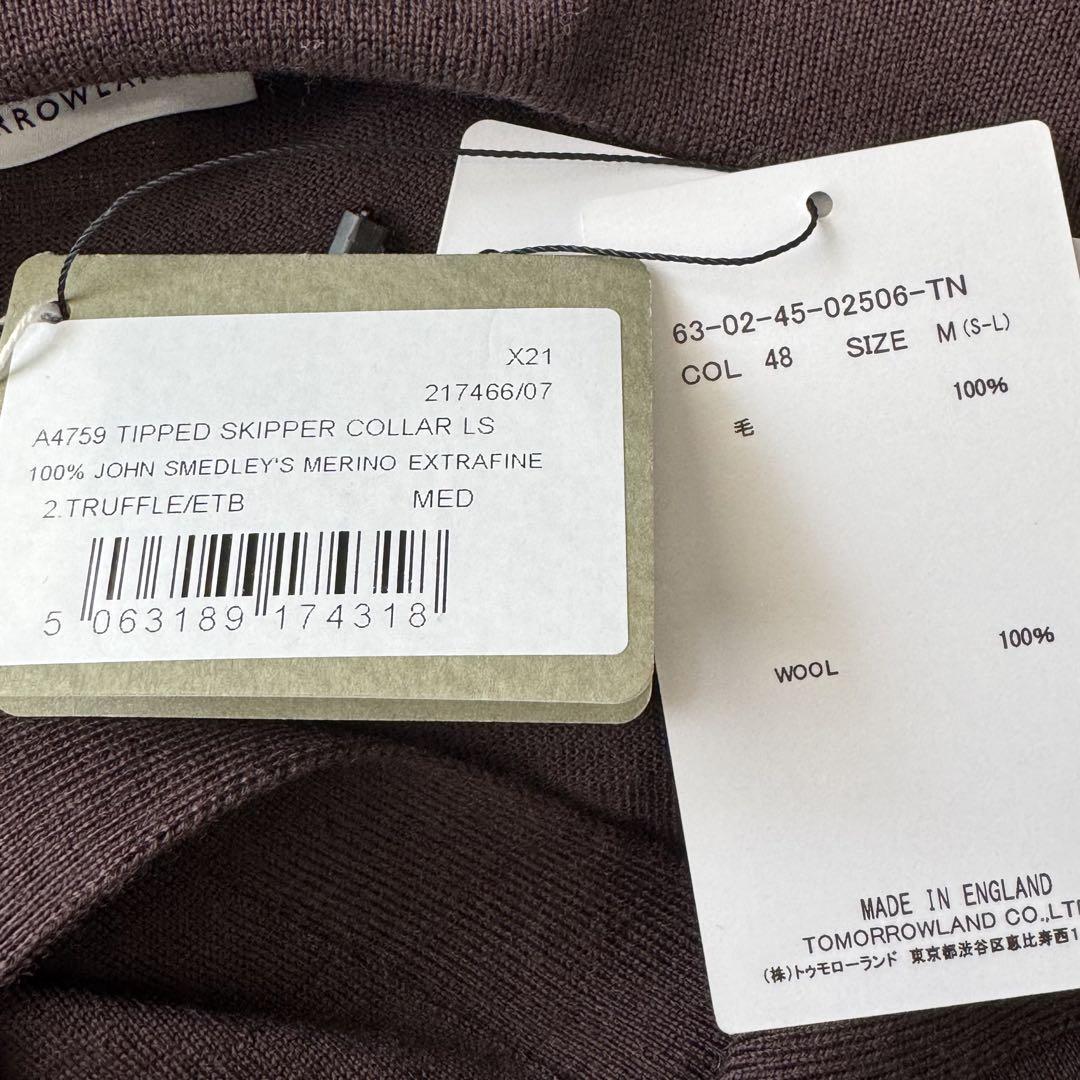 X21
217466/07
A4759 TIPPED SKIPPER COLLAR LS
100% JOHN SMEDLEY'S MERINO EXTRAFINE
2.TRUFFLE/ETB MED
5 063189 174318
63-02-45-02506-TN
COL 48 SIZE M (S-L)
毛 100%
WOOL 100%
MADE IN ENGLAND
TOMORROWLAND CO.,LT
(株)トゥモローランド 東京都渋谷区恵比寿西1